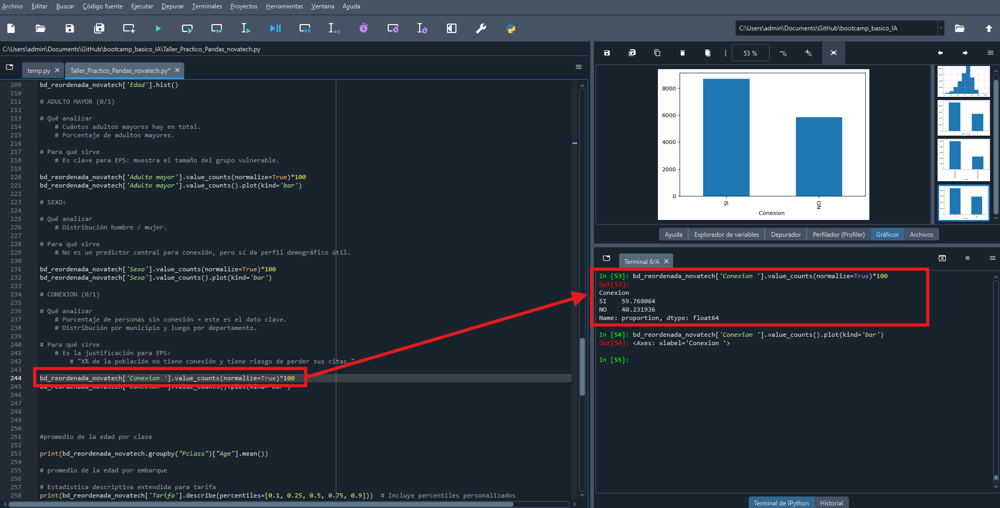 Archivo Editar Buscar Código fuente Ejecutar Depurar Terminales Proyectos Herramientas Ventana Ayuda
C:\Users\admin\Documents\GitHub\bootcamp_basico_IA
C:\Users\admin\Documents\GitHub\bootcamp_basico_IA\Taller_Practico_Pandas_novatech.py
temp.py
Taller_Practico_Pandas_novatech.py*
209 bd_reordenada_novatech['Edad'].hist()
210
211 # ADULTO MAYOR (0/1)
212
213 # Qué analizar
214 # Cuántos adultos mayores hay en total.
215 # Porcentaje de adultos mayores.
216
217 # Para qué sirve
218 # Es clave para EPS: muestra el tamaño del grupo vulnerable.
219
220 bd_reordenada_novatech['Adulto mayor'].value_counts(normalize=True)*100
221 bd_reordenada_novatech['Adulto mayor'].value_counts().plot(kind='bar')
222
223 # SEXO:
224
225 # Qué analizar
226 # Distribución hombre / mujer.
227
228 # Para qué sirve
229 # No es un predictor central para conexión, pero sí da perfil demográfico útil.
230
231 bd_reordenada_novatech['Sexo'].value_counts(normalize=True)*100
232 bd_reordenada_novatech['Sexo'].value_counts().plot(kind='bar')
233
234 # CONEXION (0/1)
235
236 # Qué analizar
237 # Porcentaje de personas sin conexión → este es el dato clave.
238 # Distribución por municipio y luego por departamento.
239
240 # Para qué sirve
241 # Es la justificación para EPS:
242 # "X% de la población no tiene conexión y tiene riesgo de perder sus citas."
243
244 bd_reordenada_novatech['Conexion '].value_counts(normalize=True)*100
245 bd_reordenada_novatech['Conexion '].value_counts().plot(kind='bar')
246
247
248
249
250
251 #promedio de la edad por clase
252
253 print(bd_reordenada_novatech.groupby("Pclass")["Age"].mean())
254
255 # promedio de la edad por embarque
256
257 # Estadística descriptiva extendida para tarifa
258 print(bd_reordenada_novatech['Tarifa'].describe(percentiles=[0.1, 0.25, 0.5, 0.75, 0.9])) # Incluye percentiles personalizados
53 %
8000
6000
4000
2000
0
SI
NO
Conexion
Ayuda Explorador de variables Depurador Perfilador (Profiler) Gráficos Archivos
Terminal 6/A
In [53]: bd_reordenada_novatech['Conexion '].value_counts(normalize=True)*100
Out[53]:
Conexion
SI 59.768064
NO 40.231936
Name: proportion, dtype: float64
In [54]: bd_reordenada_novatech['Conexion '].value_counts().plot(kind='bar')
Out[54]: <Axes: xlabel='Conexion '>
In [55]:
Terminal de IPython Historial